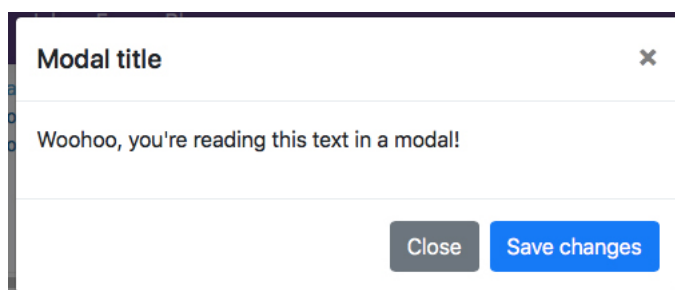 Modal title
×
Woohoo, you're reading this text in a modal!
Close
Save changes